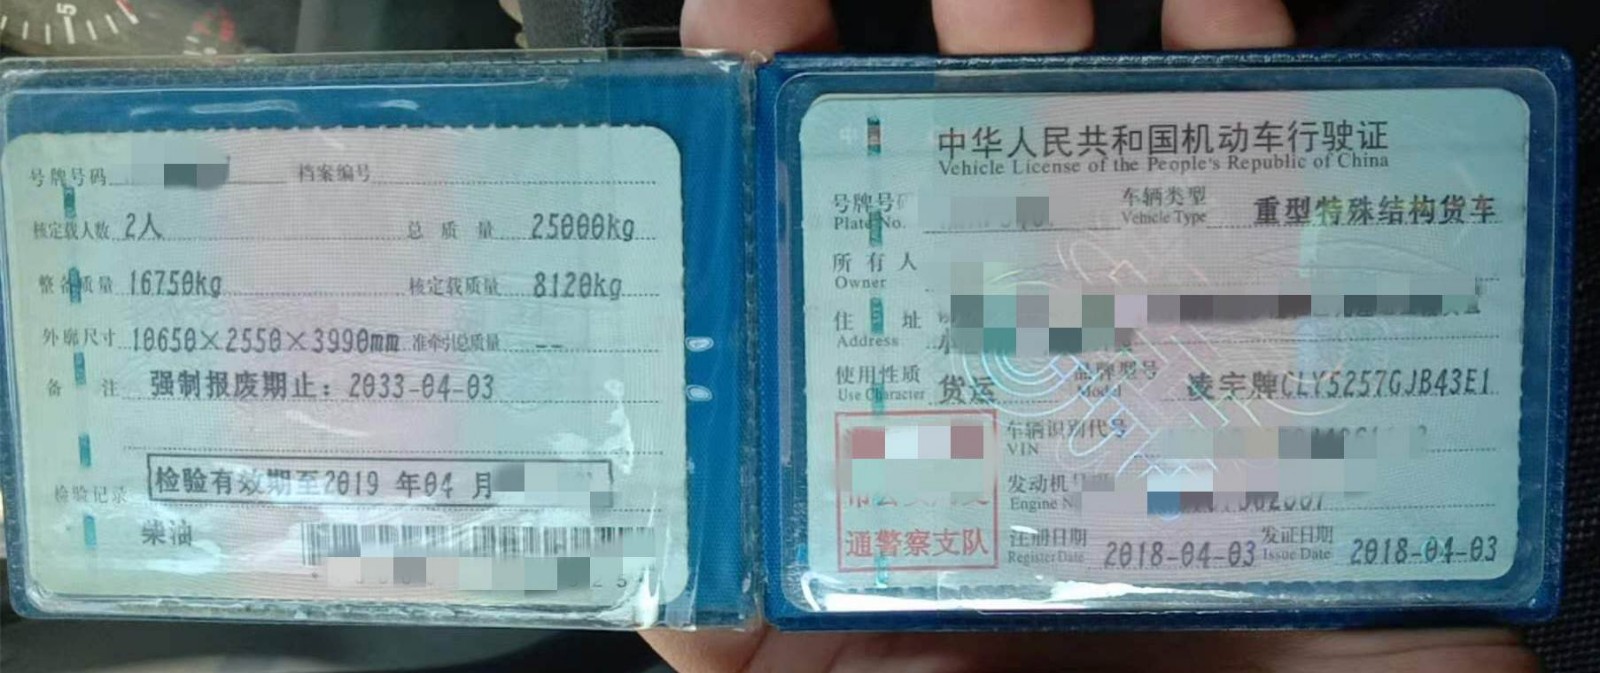 号牌号码 档案编号
核定载人数 2人 总质量 25000kg
整备质量 16750kg 核定载质量 8120kg
外廓尺寸 10650×2550×3990mm 准牵引总质量 --
备注 强制报废期止：2033-04-03
检验记录 检验有效期至2019 年04 月
柴油
中华人民共和国机动车行驶证
Vehicle License of the People's Republic of China
号牌号码 车辆类型 重型特殊结构货车
Plate No. Vehicle Type
所有人
Owner
住址
Address
使用性质 货运 品牌型号 凌宇牌CLY5257GJB43E1
Use Character Model
车辆识别代号
VIN
发动机号
Engine N
通警察支队
注册日期 2018-04-03 发证日期 2018-04-03
Register Date Issue Date